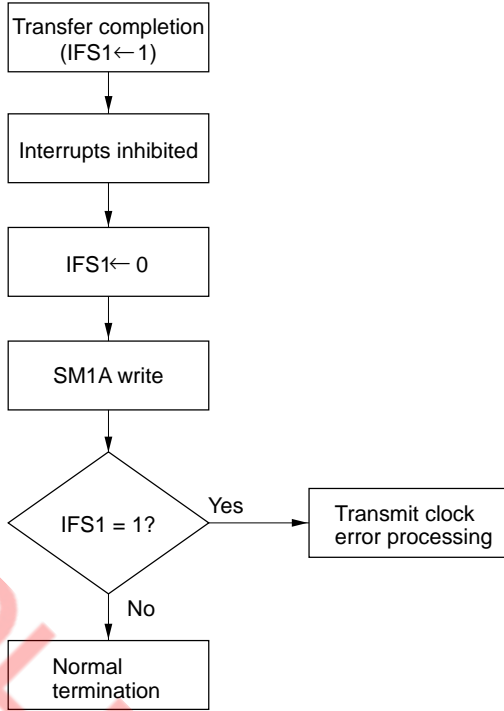 Transfer completion
(IFS1← 1)
Interrupts inhibited
IFS1← 0
SM1A write
IFS1 = 1?
Yes
Transmit clock
error processing
No
Normal
termination